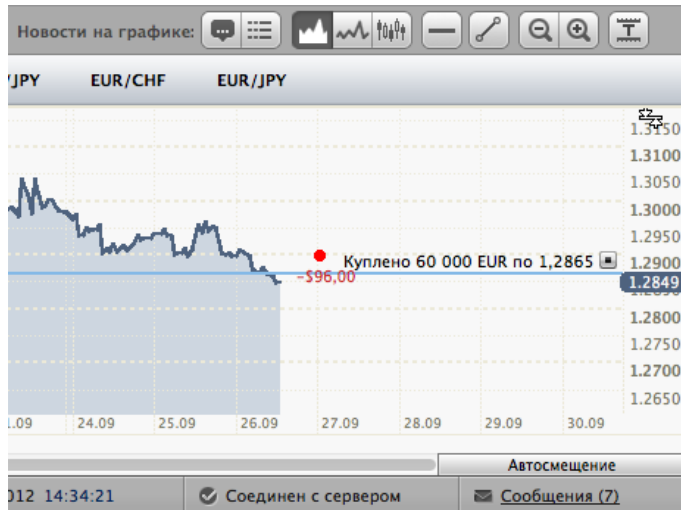 Новости на графике:
/JPY EUR/CHF EUR/JPY
1.3150
1.3100
1.3050
1.3000
1.2950
Куплено 60 000 EUR по 1,2865
1.2900
-$96,00
1.2849
1.2800
1.2750
1.2700
1.2650
1.09 24.09 25.09 26.09 27.09 28.09 29.09 30.09
Автосмещение
012 14:34:21 Соединен с сервером Сообщения (7)